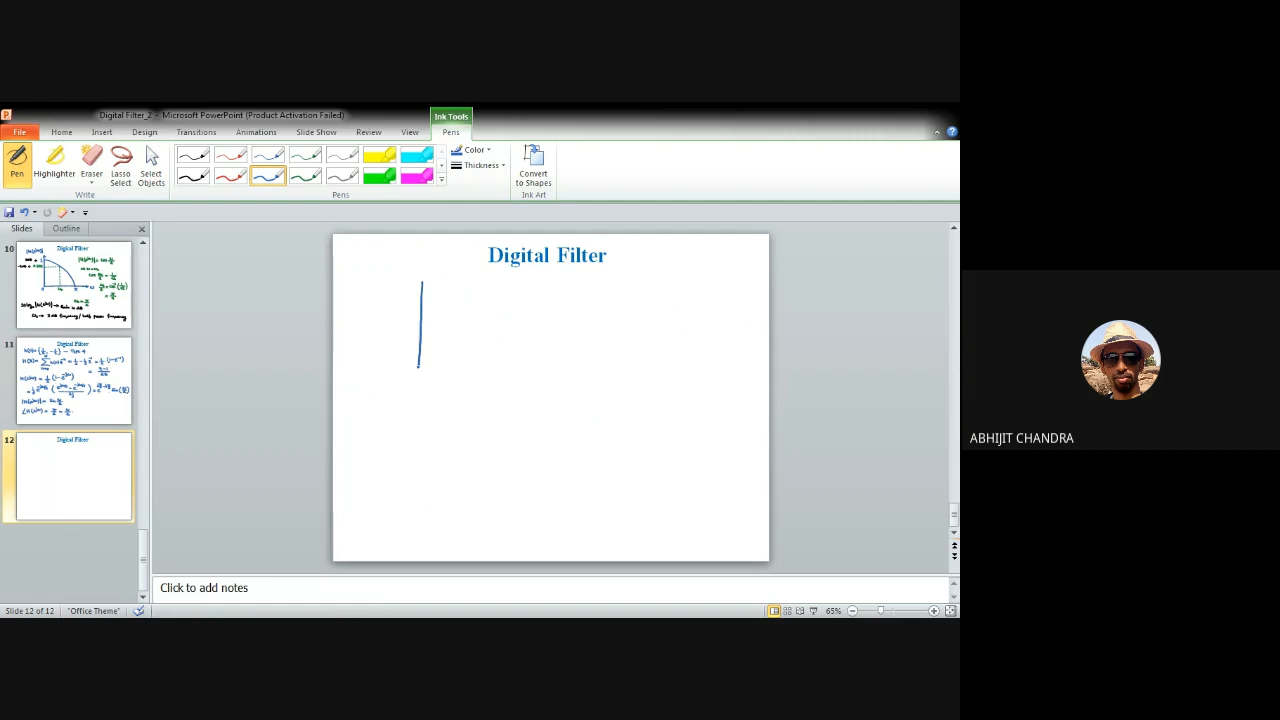 Digital Filter_2 - Microsoft PowerPoint (Product Activation Failed)
Ink Tools
File Home Insert Design Transitions Animations Slide Show Review View Pens
Pen Highlighter Eraser Lasso Select Select Objects
Color
Thickness
Convert to Shapes
Write Pens Ink Art
Slides Outline
10
Digital Filter
11
Digital Filter
12
Digital Filter
Digital Filter
Click to add notes
Slide 12 of 12 "Office Theme" 65%
ABHIJIT CHANDRA